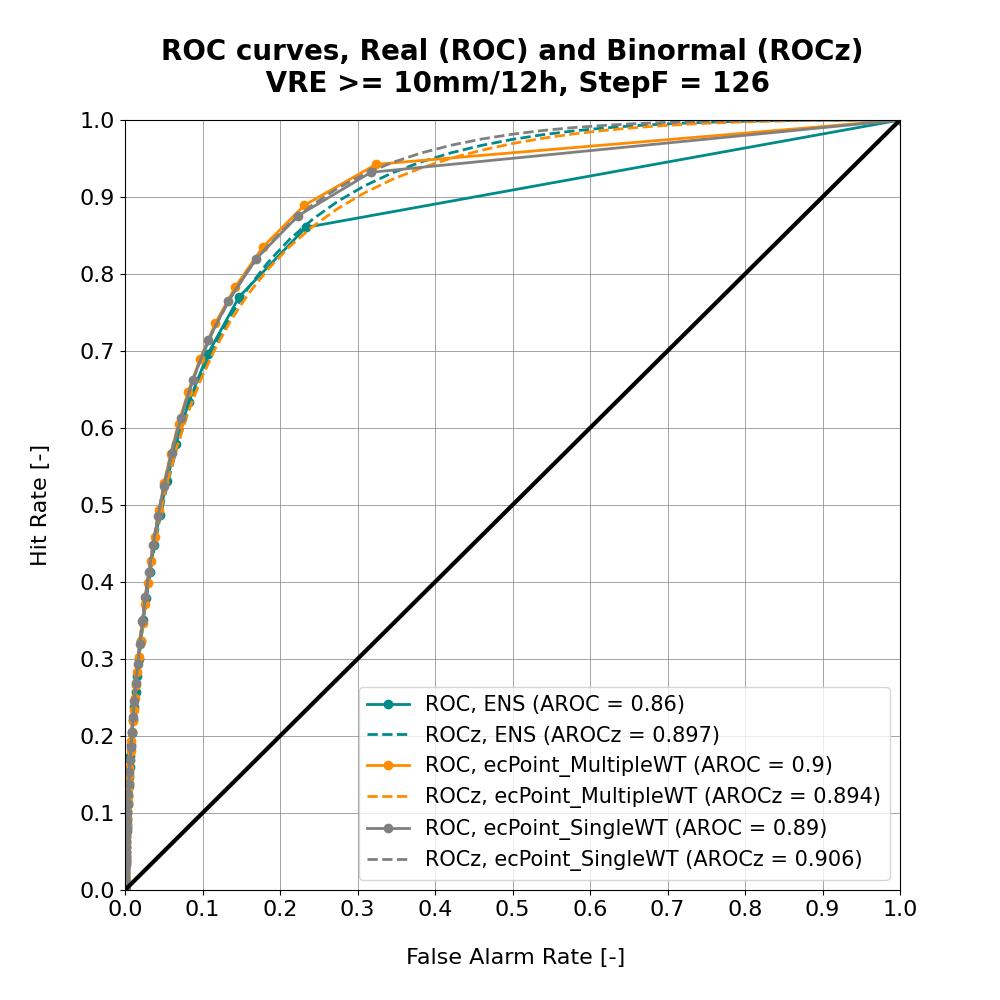 ROC curves, Real (ROC) and Binormal (ROCz)
VRE >= 10mm/12h, StepF = 126
1.0
0.9
0.8
0.7
0.6
0.5
0.4
0.3
0.2
0.1
0.0
Hit Rate [-]
ROC, ENS (AROC = 0.86)
ROCz, ENS (AROCz = 0.897)
ROC, ecPoint_MultipleWT (AROC = 0.9)
ROCz, ecPoint_MultipleWT (AROCz = 0.894)
ROC, ecPoint_SingleWT (AROC = 0.89)
ROCz, ecPoint_SingleWT (AROCz = 0.906)
0.0 0.1 0.2 0.3 0.4 0.5 0.6 0.7 0.8 0.9 1.0
False Alarm Rate [-]